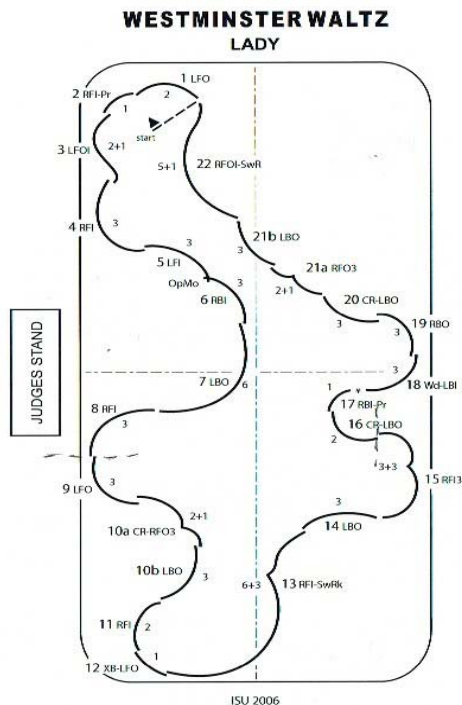 WESTMINSTER WALTZ
LADY
1 LFO
2 RFI-Pr
2
1
start
3 LFOI
2+1
5+1
22 RFOI-SwR
4 RFI
3
3
5 LFI
21b LBO
3
OpMo
3
21a RFO3
2+1
6 RBI
20 CR-LBO
3
19 RBO
JUDGES STAND
7 LBO
6
3
18 Wd-LBI
1
17 RBI-Pr
8 RFI
3
16 CR-LBO
2
3+3
15 RFI3
9 LFO
3
3
2+1
14 LBO
10a CR-RFO3
10b LBO
3
6+3
13 RFI-SwRk
11 RFI
2
12 XB-LFO
1
ISU 2006